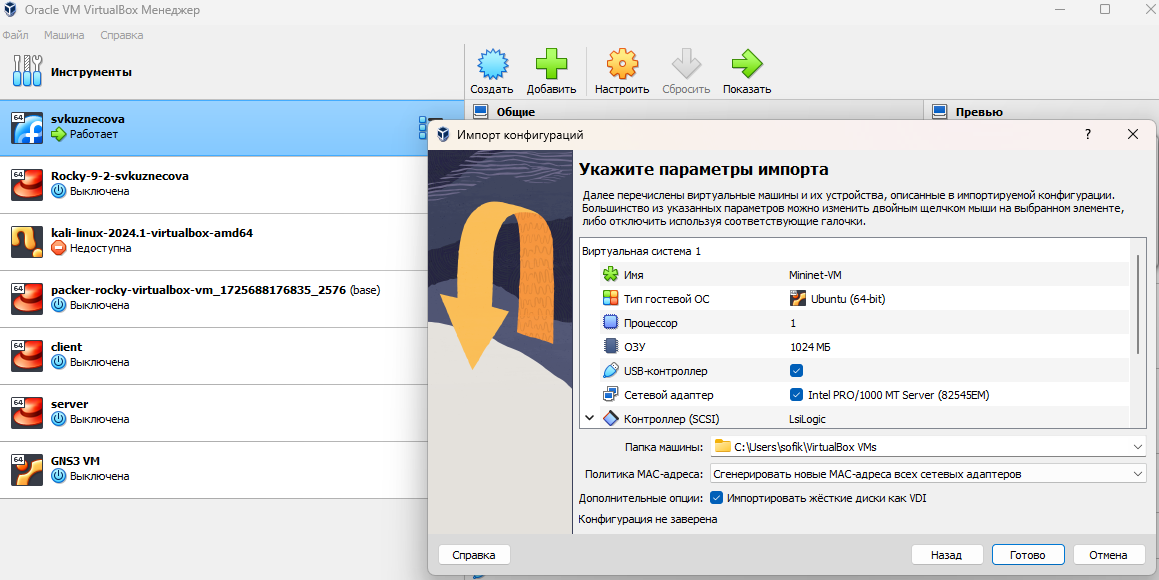 Oracle VM VirtualBox Менеджер
Файл Машина Справка
Инструменты
Создать Добавить Настроить Сбросить Показать
64
svkuznecova
Работает
64
Rocky-9-2-svkuznecova
Выключена
kali-linux-2024.1-virtualbox-amd64
Недоступна
64
packer-rocky-virtualbox-vm_1725688176835_2576 (base)
Выключена
64
client
Выключена
64
server
Выключена
64
GNS3 VM
Выключена
Общие
Превью
Импорт конфигураций
?
Укажите параметры импорта
Далее перечислены виртуальные машины и их устройства, описанные в импортируемой конфигурации.
Большинство из указанных параметров можно изменить двойным щелчком мыши на выбранном элементе,
либо отключить используя соответствующие галочки.
Виртуальная система 1
Имя Mininet-VM
Тип гостевой ОС 64 Ubuntu (64-bit)
Процессор 1
ОЗУ 1024 МБ
USB-контроллер
Сетевой адаптер Intel PRO/1000 MT Server (82545EM)
Контроллер (SCSI) LsiLogic
Папка машины: C:\Users\sofik\VirtualBox VMs
Политика MAC-адреса: Сгенерировать новые MAC-адреса всех сетевых адаптеров
Дополнительные опции: Импортировать жёсткие диски как VDI
Конфигурация не заверена
Справка Назад Готово Отмена